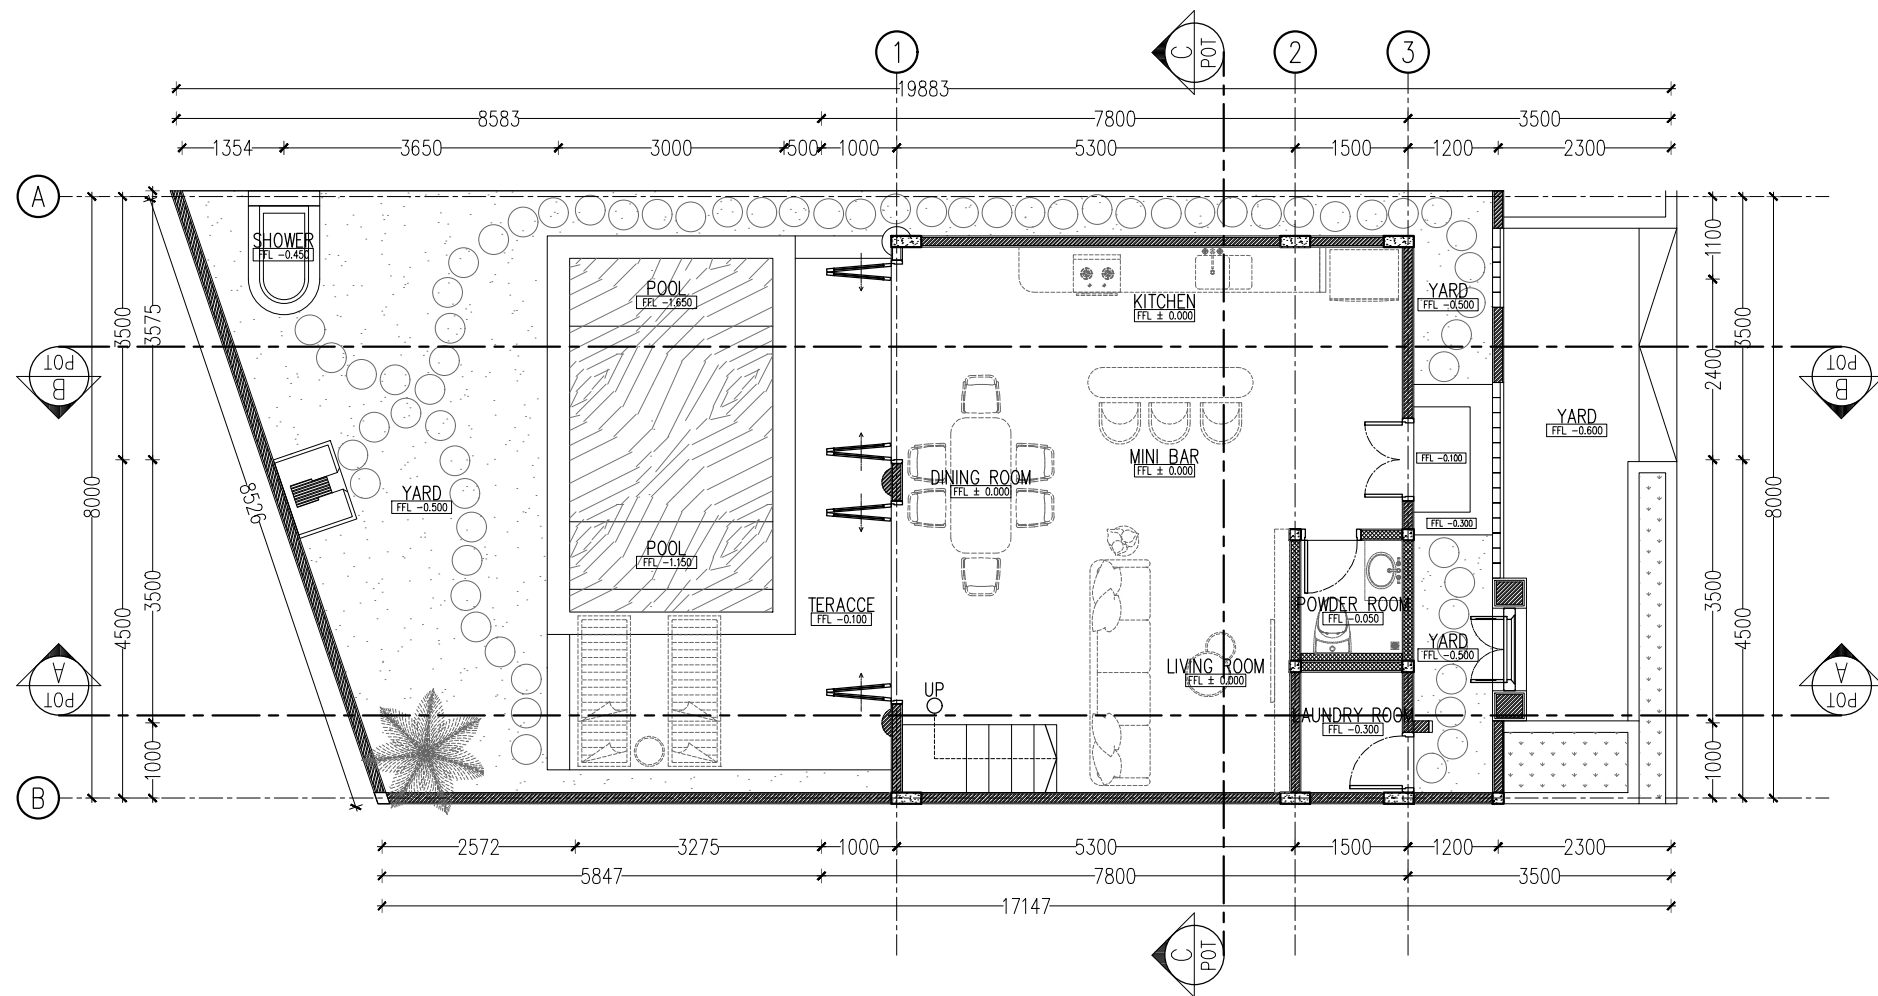 1
2
3
C
POT
19883
8583
7800
3500
1354
3650
3000
500
1000
5300
1500
1200
2300
A
B
8000
3500
4500
3575
3500
1000
8526
SHOWER
FFL -0.450
POOL
FFL -1.650
KITCHEN
FFL ± 0.000
YARD
FFL -0.500
1100
2400
3500
1000
3500
4500
8000
POT
B
POT
B
YARD
FFL -0.600
MINI BAR
FFL ± 0.000
FFL -0.100
DINING ROOM
FFL ± 0.000
YARD
FFL -0.500
FFL -0.300
POOL
FFL -1.150
TERACCE
FFL -0.100
POWDER ROOM
FFL -0.050
YARD
FFL -0.500
LIVING ROOM
FFL ± 0.000
A
POT
A
POT
UP
LAUNDRY ROOM
FFL -0.300
2572
3275
1000
5300
1500
1200
2300
5847
7800
3500
17147
C
POT